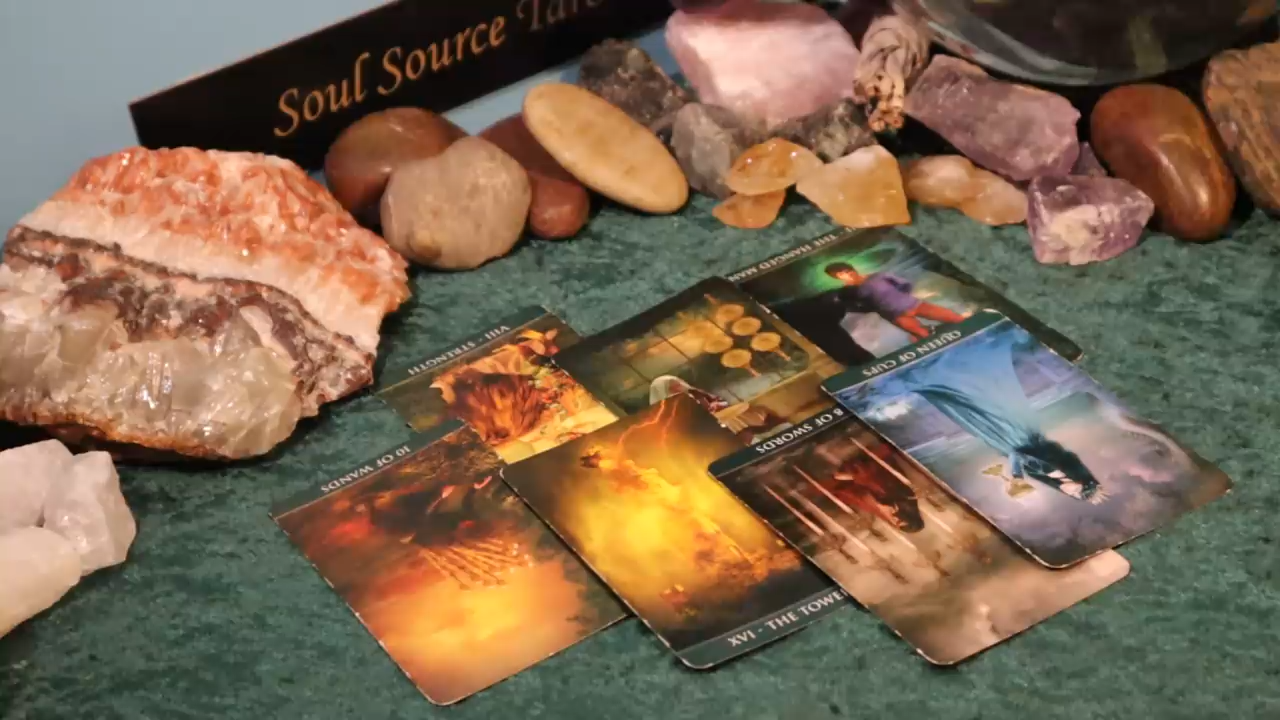 Soul Source Taro
THE HANGED MAN
VIII · STRENGTH
QUEEN OF CUPS
8 OF SWORDS
10 OF WANDS
XVI · THE TOWER